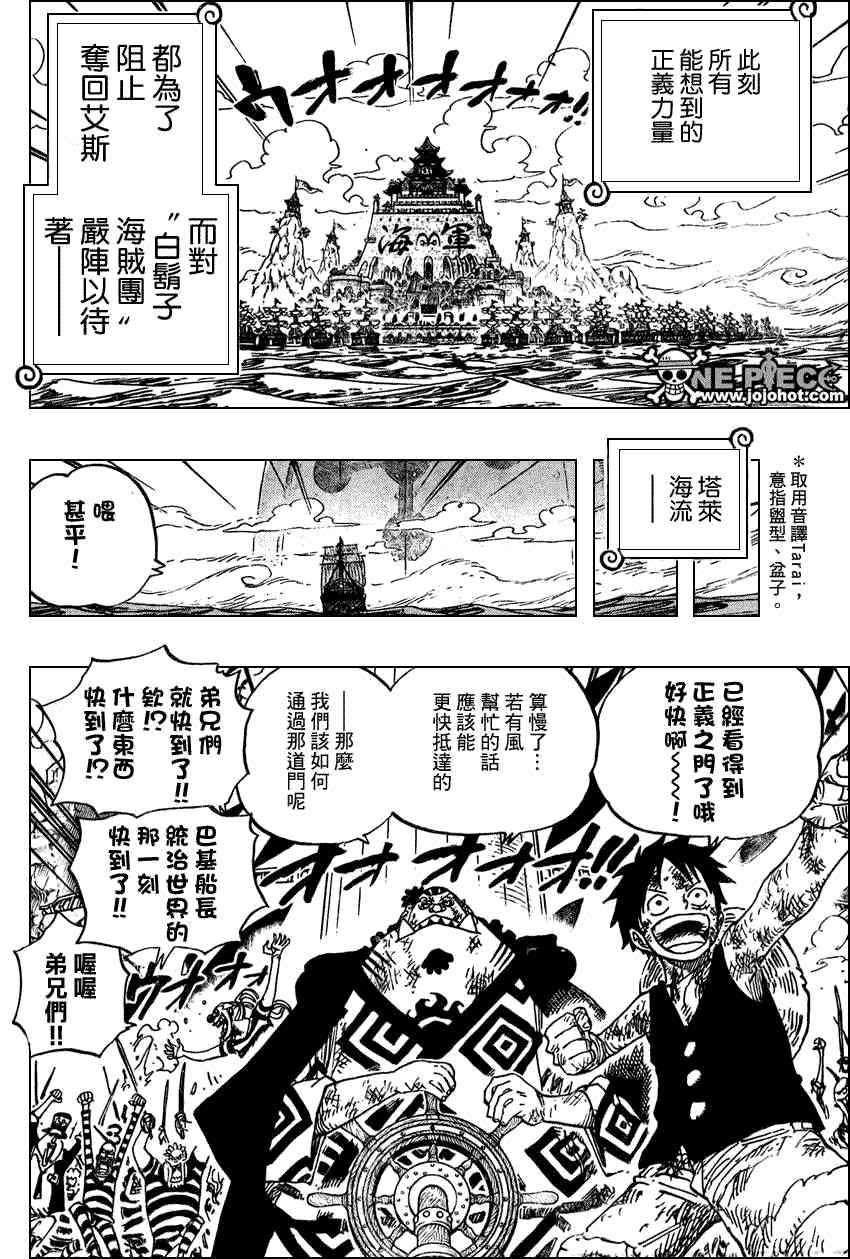 此刻
所有
能想到的
正義力量
ウオオオオオオ!!
都為了
阻止
奪回艾斯
而對
〝白鬍子
海賊團〞
嚴陣以待
著——
海軍
ONE PIECE
www.jojohot.com
＊取用音譯Tarai，
意指盥型、盆子。
塔萊
海流
——
喂
甚平！
已經看得到
正義之門了哦
好快啊～～～！
算慢了…
若有風
幫忙的話
應該能
更快抵達的
——那麼
我們該如何
通過那道門呢
弟兄們
就快到了!!
欸!?
什麼東西
快到了!?
巴基船長
統治世界的
那一刻
快到了!!
喔喔
弟兄們!!
ウオオオオオオ!!